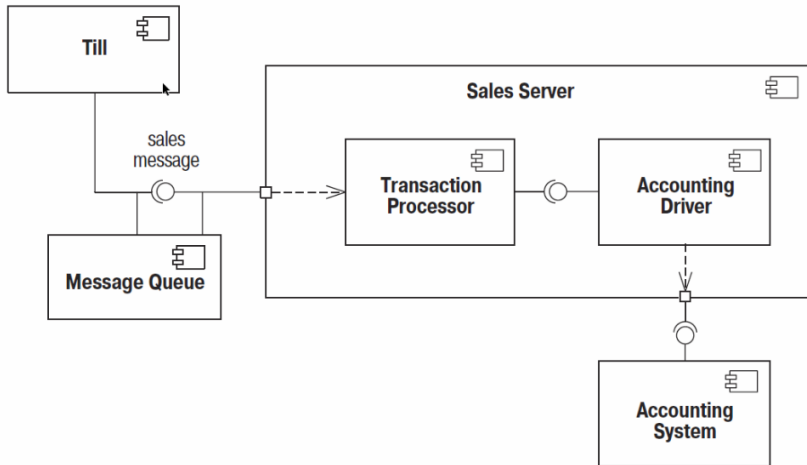 Till
Sales Server
sales
message
Transaction
Processor
Accounting
Driver
Message Queue
Accounting
System